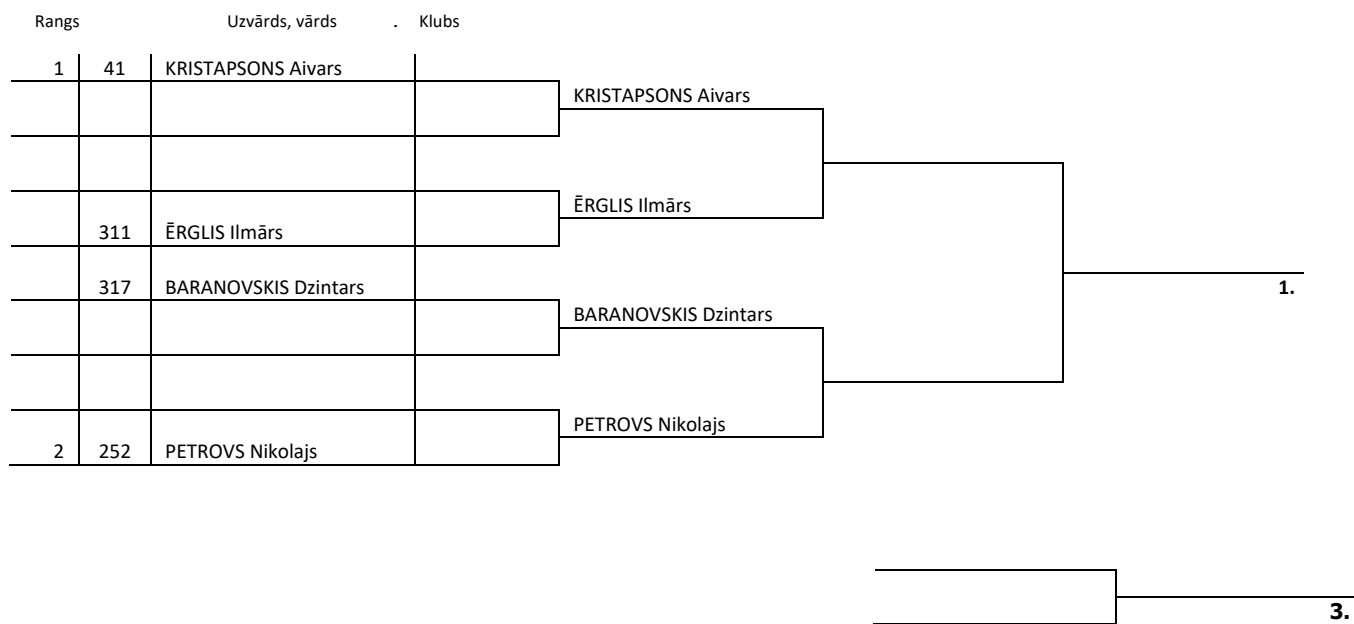 Rangs Uzvārds, vārds . Klubs
1 41 KRISTAPSONS Aivars
KRISTAPSONS Aivars
ĒRGLIS Ilmārs
311 ĒRGLIS Ilmārs
317 BARANOVSKIS Dzintars
1.
BARANOVSKIS Dzintars
PETROVS Nikolajs
2 252 PETROVS Nikolajs
3.